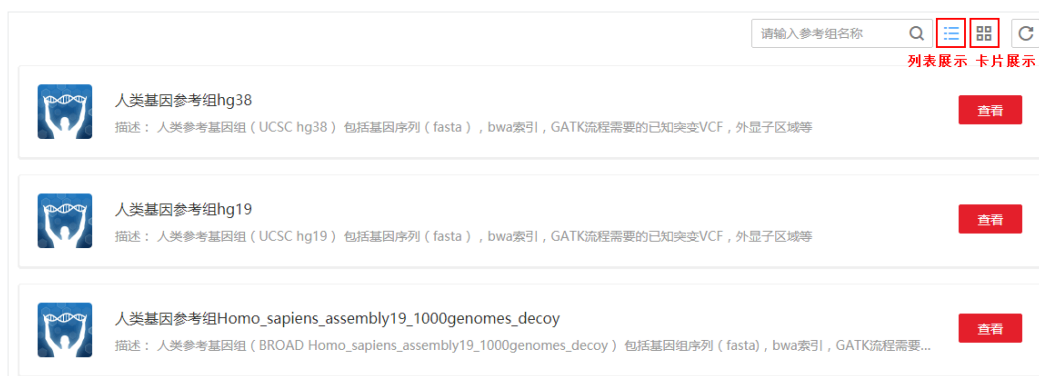 请输入参考组名称
列表展示 卡片展示
人类基因参考组hg38
查看
描述： 人类参考基因组（UCSC hg38）包括基因序列（fasta），bwa索引，GATK流程需要的已知突变VCF，外显子区域等
人类基因参考组hg19
查看
描述： 人类参考基因组（UCSC hg19）包括基因序列（fasta），bwa索引，GATK流程需要的已知突变VCF，外显子区域等
人类基因参考组Homo_sapiens_assembly19_1000genomes_decoy
查看
描述： 人类参考基因组（BROAD Homo_sapiens_assembly19_1000genomes_decoy）包括基因组序列（fasta)，bwa索引，GATK流程需要...